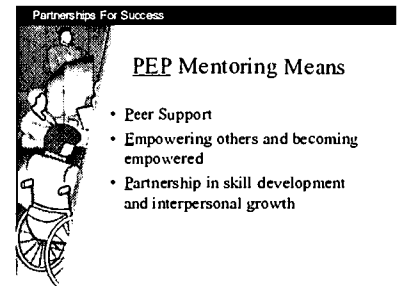 Partnerships For Success
PEP Mentoring Means
• Peer Support
• Empowering others and becoming
empowered
• Partnership in skill development
and interpersonal growth